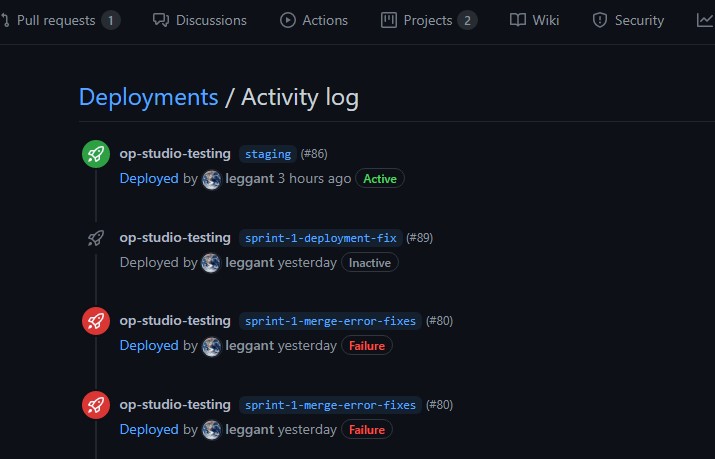 Pull requests 1 Discussions Actions Projects 2 Wiki Security
Deployments / Activity log
op-studio-testing staging (#86)
Deployed by leggant 3 hours ago Active
op-studio-testing sprint-1-deployment-fix (#89)
Deployed by leggant yesterday Inactive
op-studio-testing sprint-1-merge-error-fixes (#80)
Deployed by leggant yesterday Failure
op-studio-testing sprint-1-merge-error-fixes (#80)
Deployed by leggant yesterday Failure